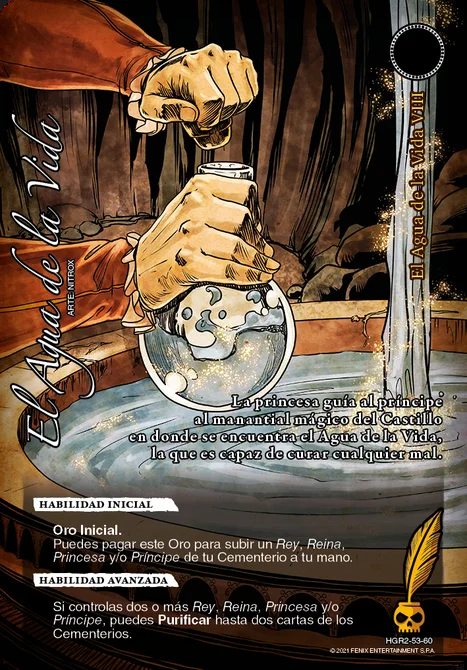 El Agua de la Vida
ARTE: NITROX
El Agua de la Vida V-III
La princesa guía al príncipe
al manantial mágico del Castillo
en donde se encuentra el Agua de la Vida,
la que es capaz de curar cualquier mal.
HABILIDAD INICIAL
Oro Inicial.
Puedes pagar este Oro para subir un Rey, Reina,
Princesa y/o Príncipe de tu Cementerio a tu mano.
HABILIDAD AVANZADA
Si controlas dos o más Rey, Reina, Princesa y/o
Príncipe, puedes Purificar hasta dos cartas de los
Cementerios.
HGR2-53-60
©2021 FENIX ENTERTAINMENT S.P.A.